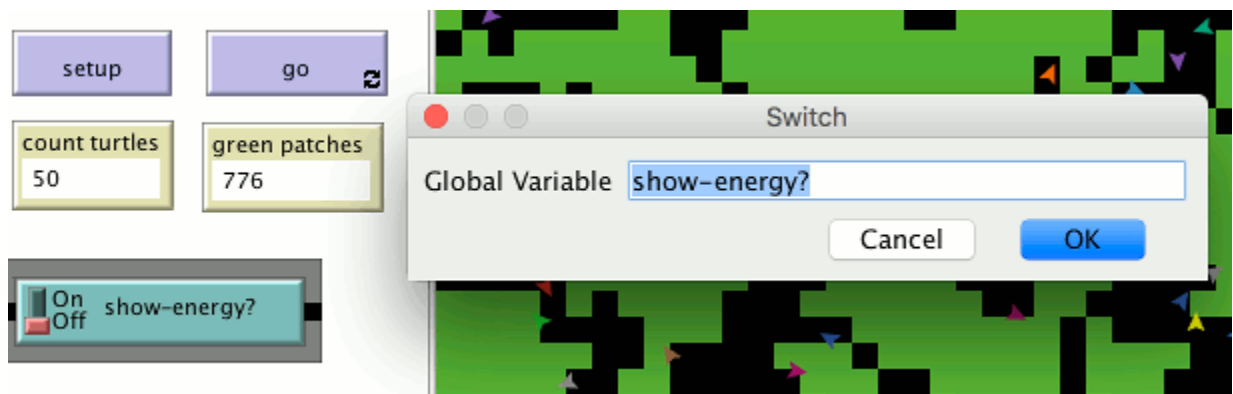 setup
go
count turtles
50
green patches
776
On
Off
show-energy?
Switch
Global Variable show-energy?
Cancel
OK